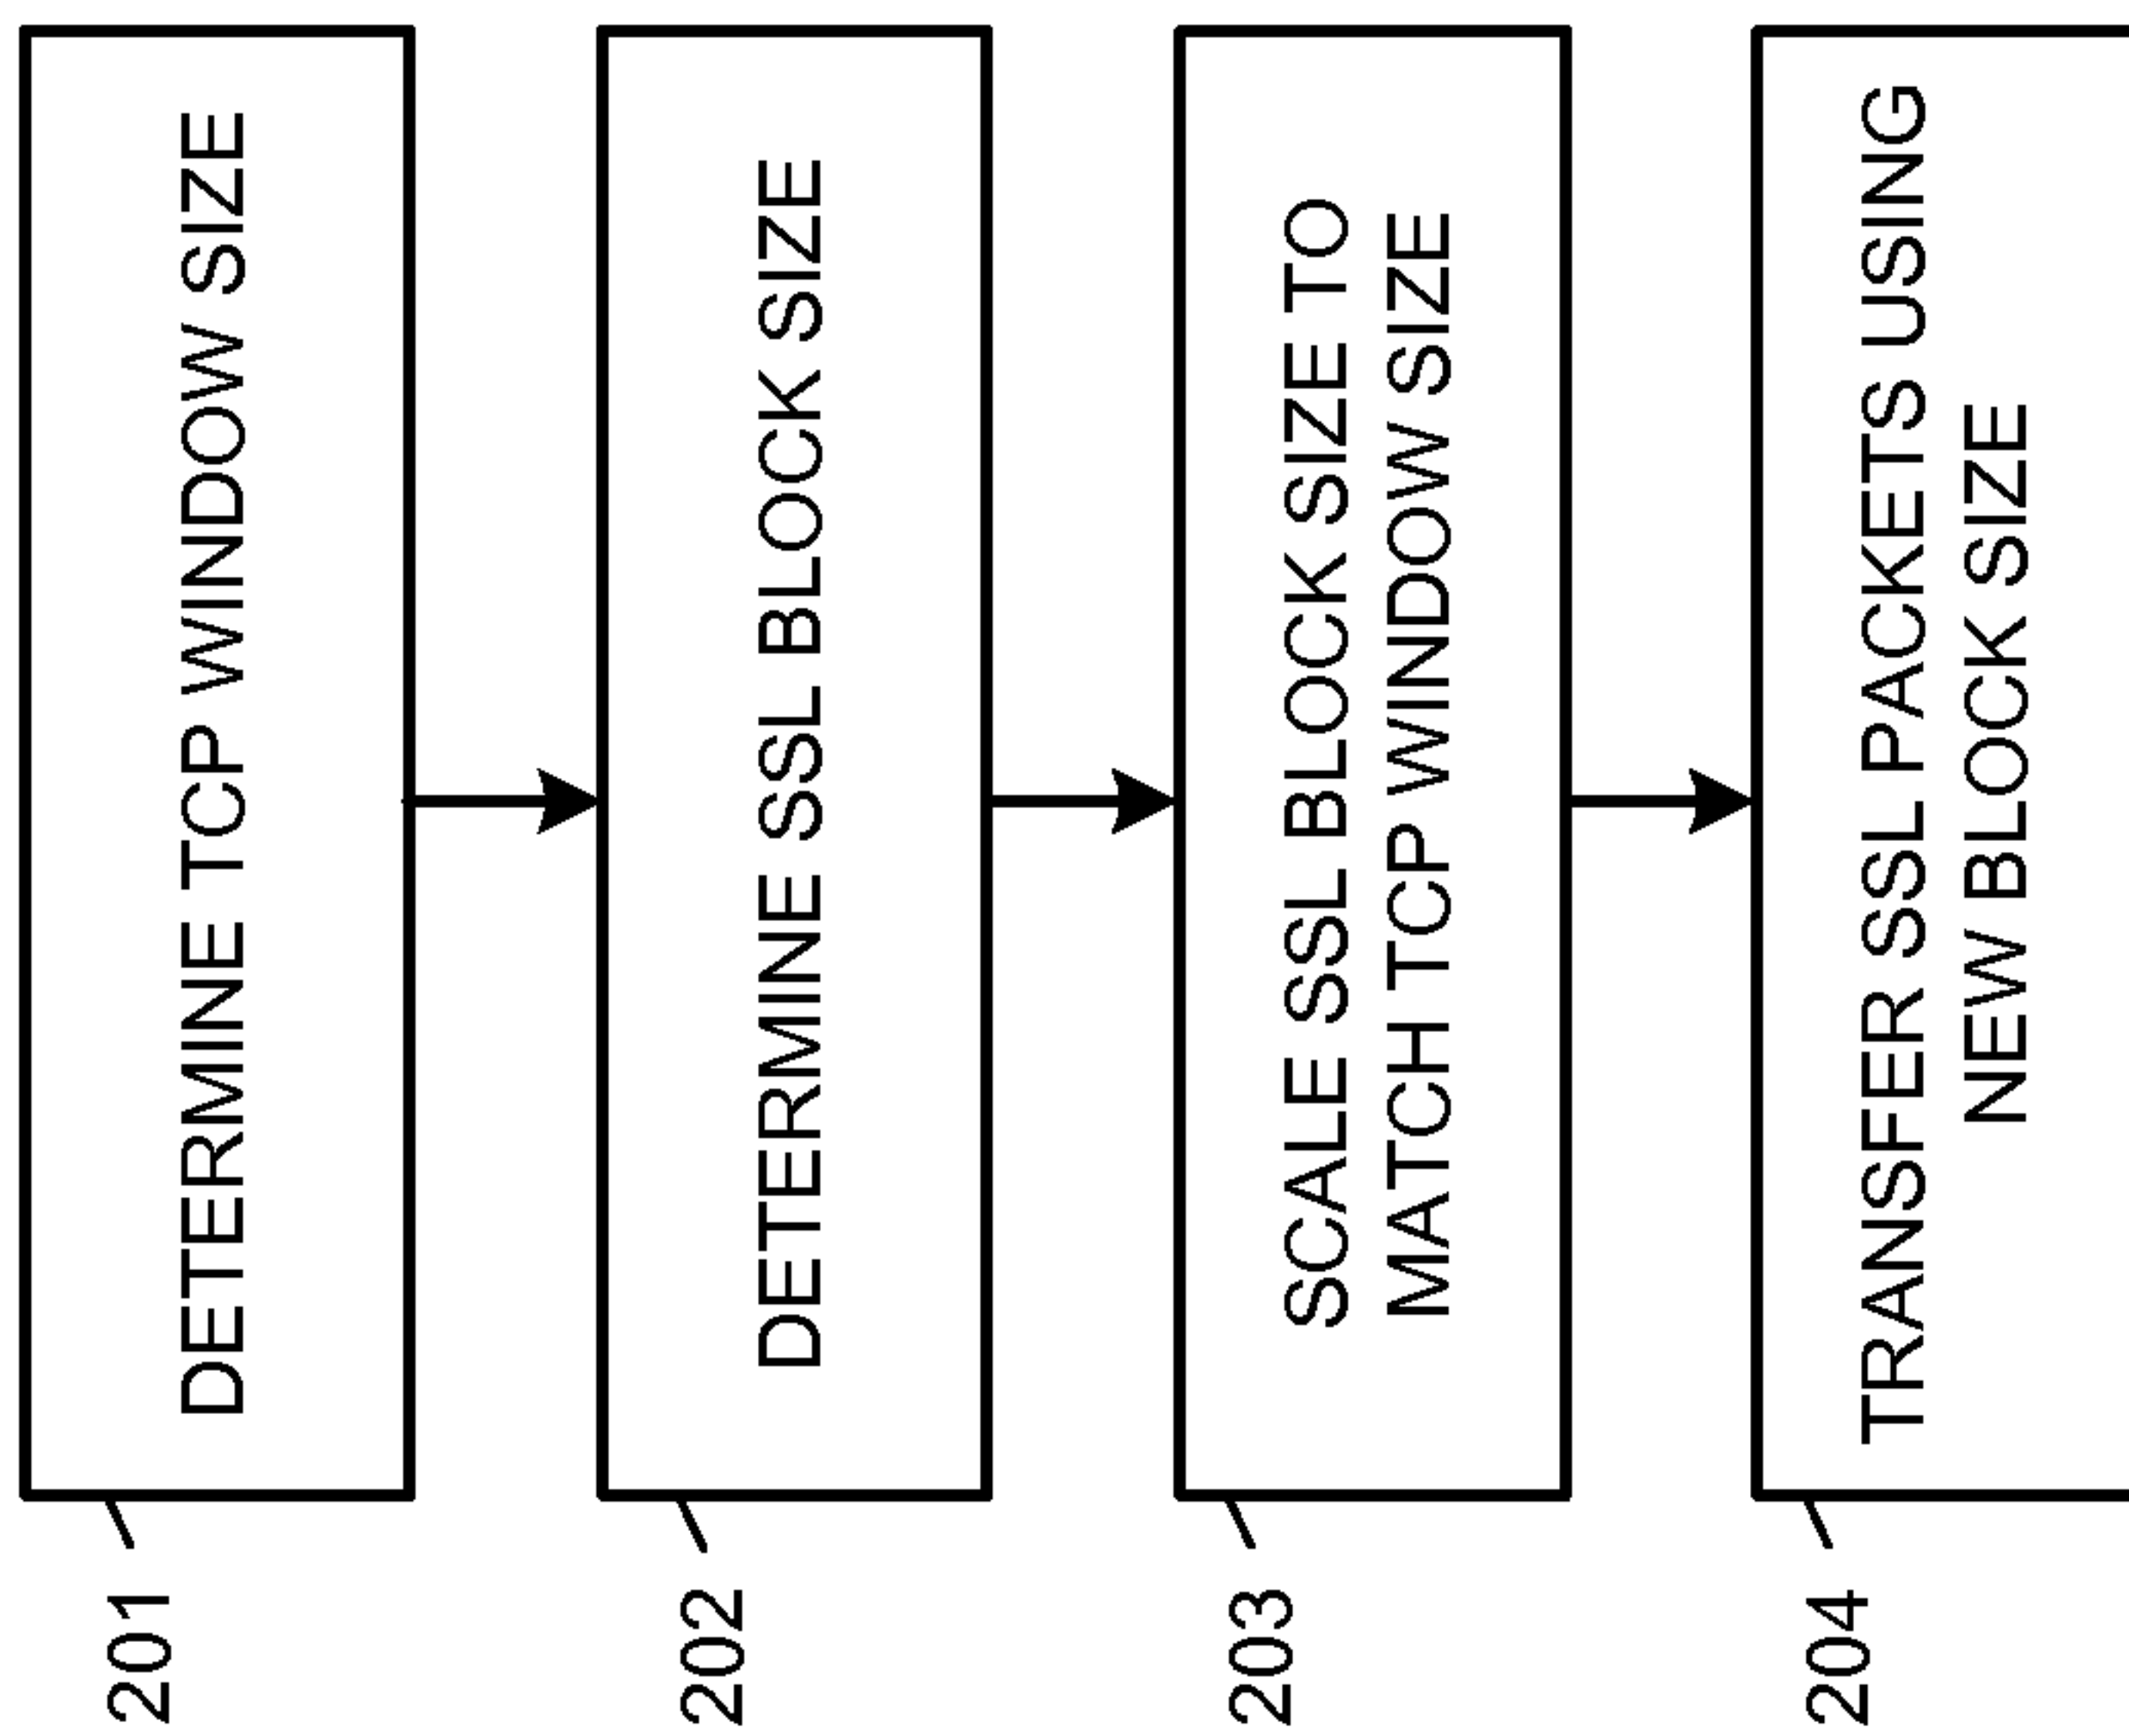 201
DETERMINE TCP WINDOW SIZE
202
DETERMINE SSL BLOCK SIZE
203
SCALE SSL BLOCK SIZE TO
MATCH TCP WINDOW SIZE
204
TRANSFER SSL PACKETS USING
NEW BLOCK SIZE